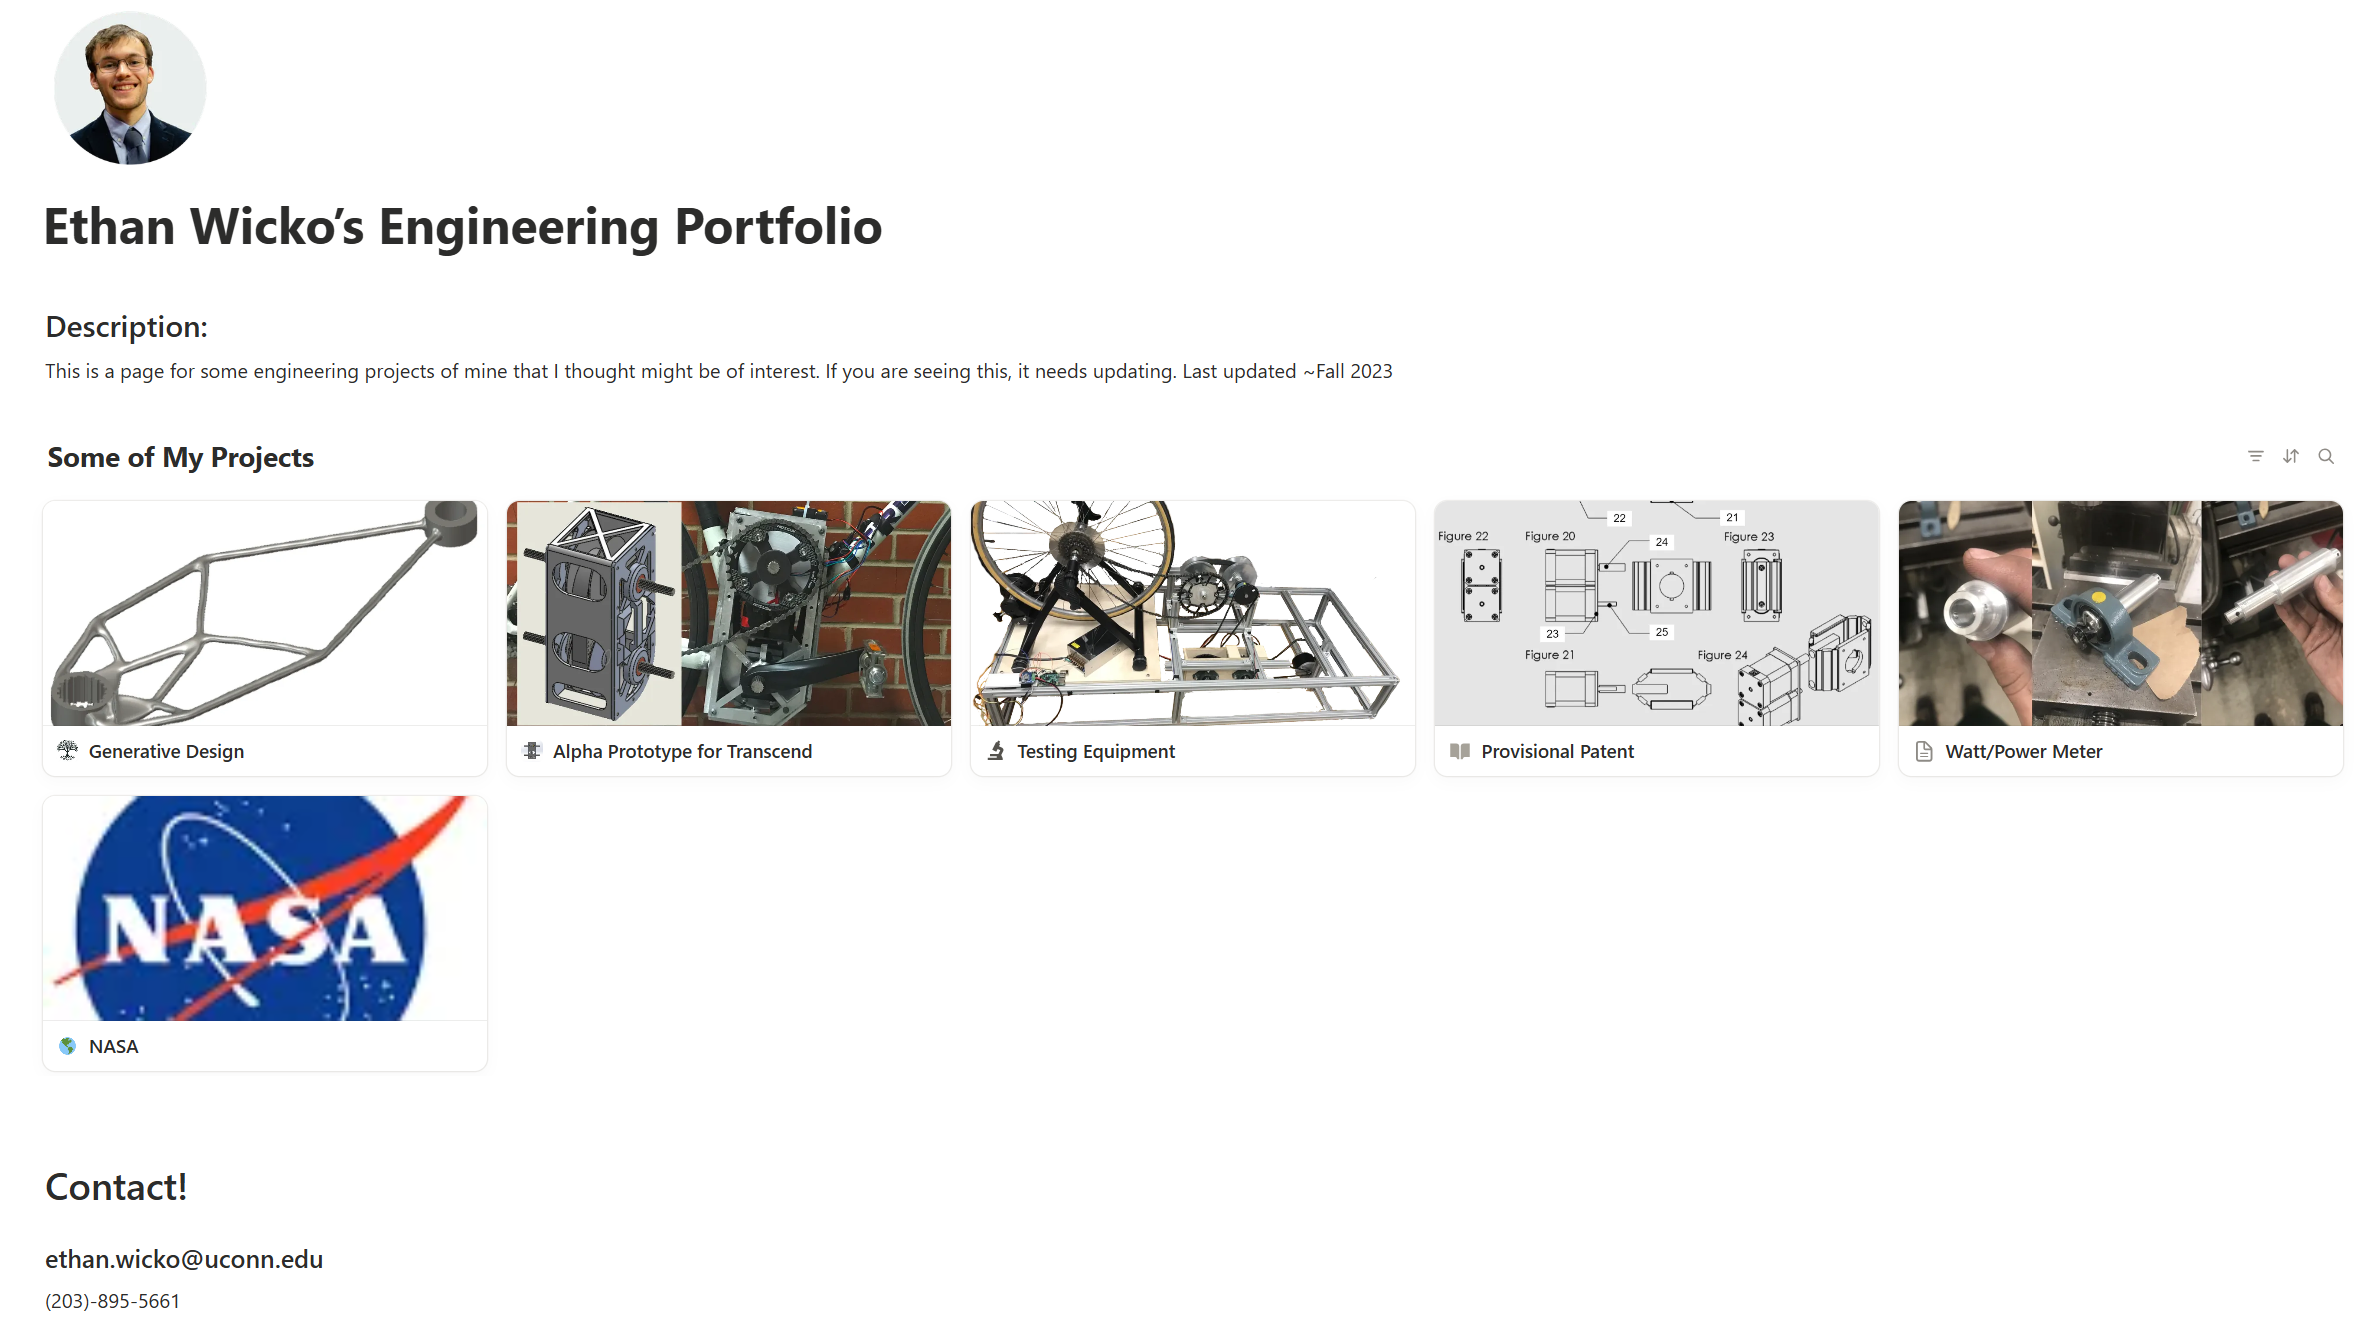 Ethan Wicko’s Engineering Portfolio
Description:
This is a page for some engineering projects of mine that I thought might be of interest. If you are seeing this, it needs updating. Last updated ~Fall 2023
Some of My Projects
22
21
Figure 22
Figure 20
Figure 23
24
23
25
Figure 21
Figure 24
Generative Design
Alpha Prototype for Transcend
Testing Equipment
Provisional Patent
Watt/Power Meter
NASA
NASA
Contact!
ethan.wicko@uconn.edu
(203)-895-5661